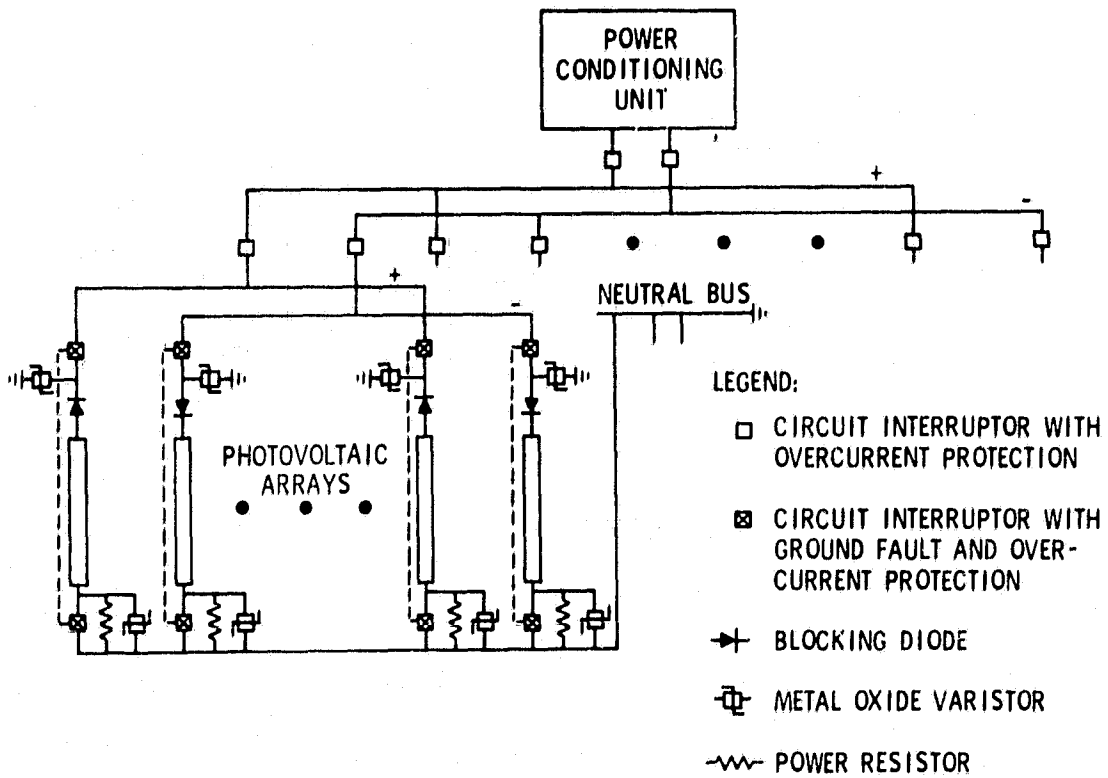 POWER
CONDITIONING
UNIT
+
-
+
-
NEUTRAL BUS
PHOTOVOLTAIC
ARRAYS
LEGEND:
CIRCUIT INTERRUPTOR WITH
OVERCURRENT PROTECTION
CIRCUIT INTERRUPTOR WITH
GROUND FAULT AND OVER-
CURRENT PROTECTION
BLOCKING DIODE
METAL OXIDE VARISTOR
POWER RESISTOR